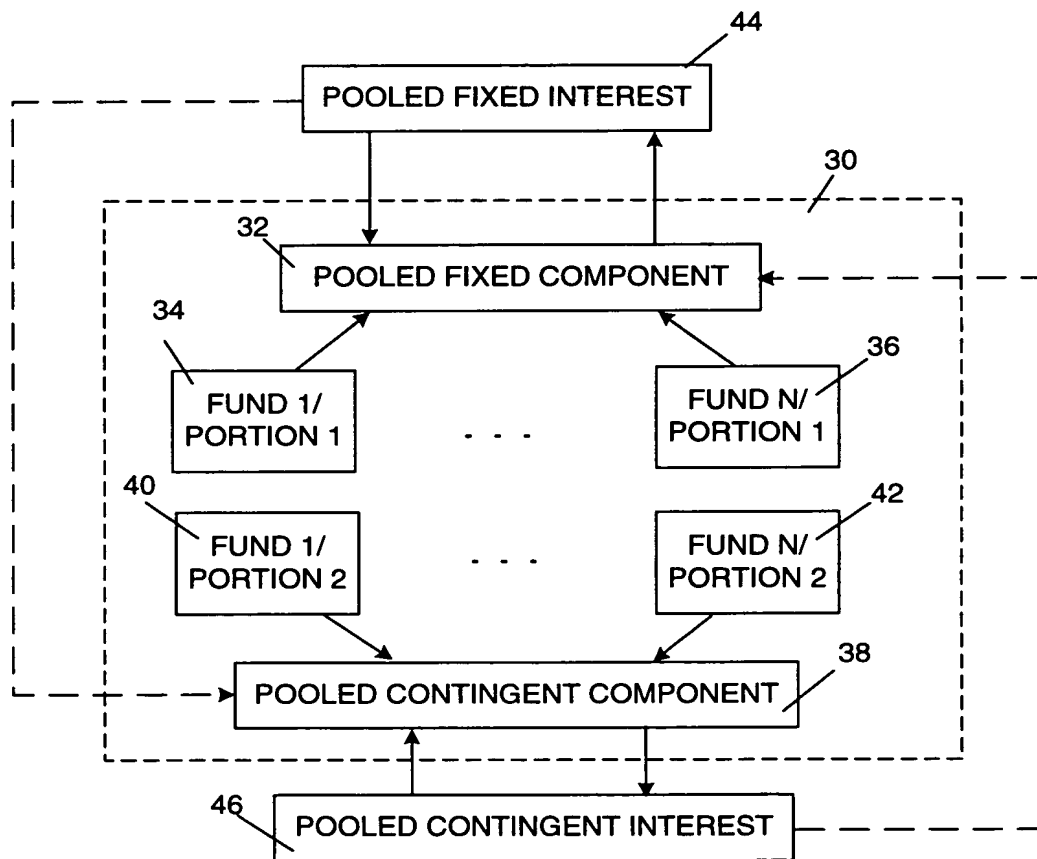 44
POOLED FIXED INTEREST
30
32
POOLED FIXED COMPONENT
34
36
FUND 1/
PORTION 1
. . .
FUND N/
PORTION 1
40
42
FUND 1/
PORTION 2
. . .
FUND N/
PORTION 2
38
POOLED CONTINGENT COMPONENT
46
POOLED CONTINGENT INTEREST